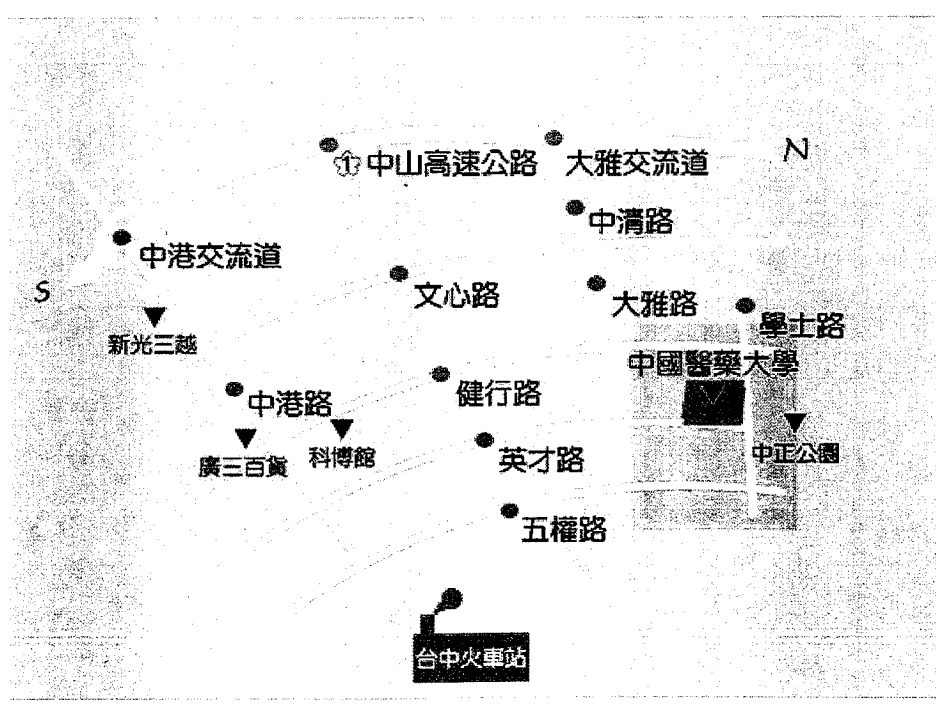 1 中山高速公路
大雅交流道
N
中清路
中港交流道
S
文心路
大雅路
學士路
新光三越
中國醫藥大學
健行路
中港路
科博館
廣三百貨
英才路
中正公園
五權路
台中火車站